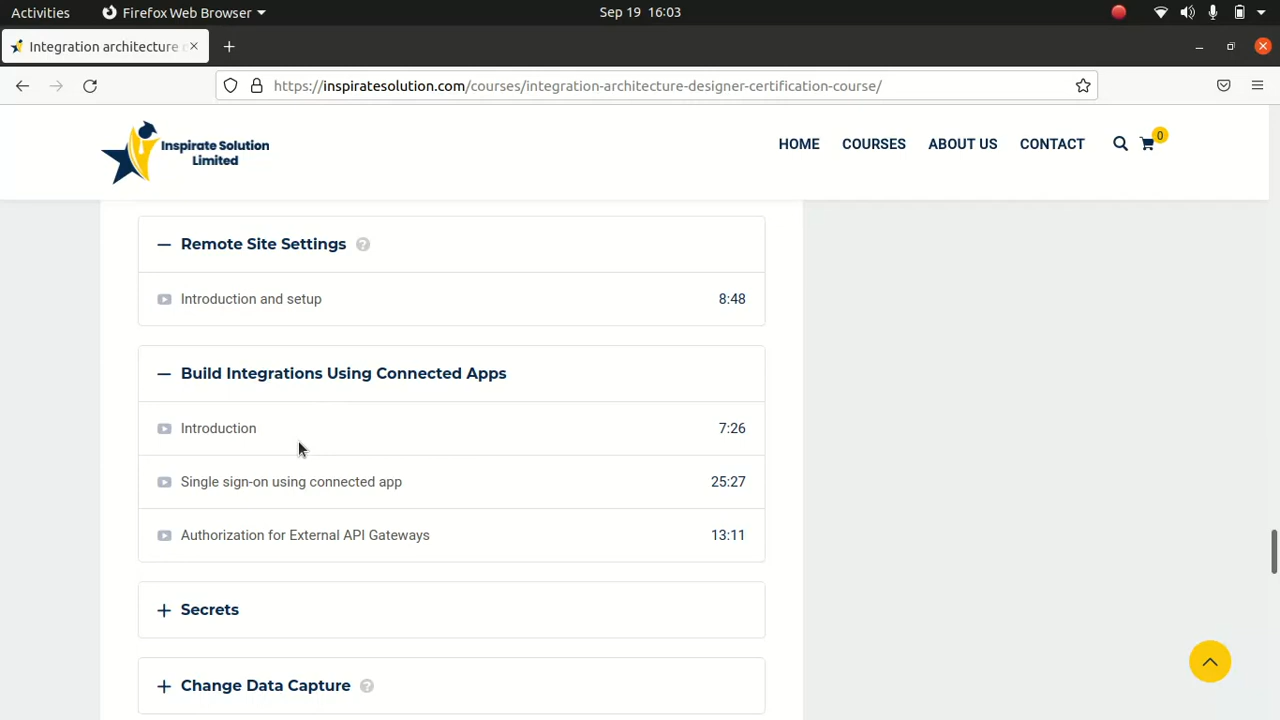 Activities Firefox Web Browser Sep 19 16:03
Integration architecture
https://inspiratesolution.com/courses/integration-architecture-designer-certification-course/
Inspirate Solution
Limited
HOME COURSES ABOUT US CONTACT 0
Remote Site Settings ?
Introduction and setup 8:48
Build Integrations Using Connected Apps
Introduction 7:26
Single sign-on using connected app 25:27
Authorization for External API Gateways 13:11
Secrets
Change Data Capture ?